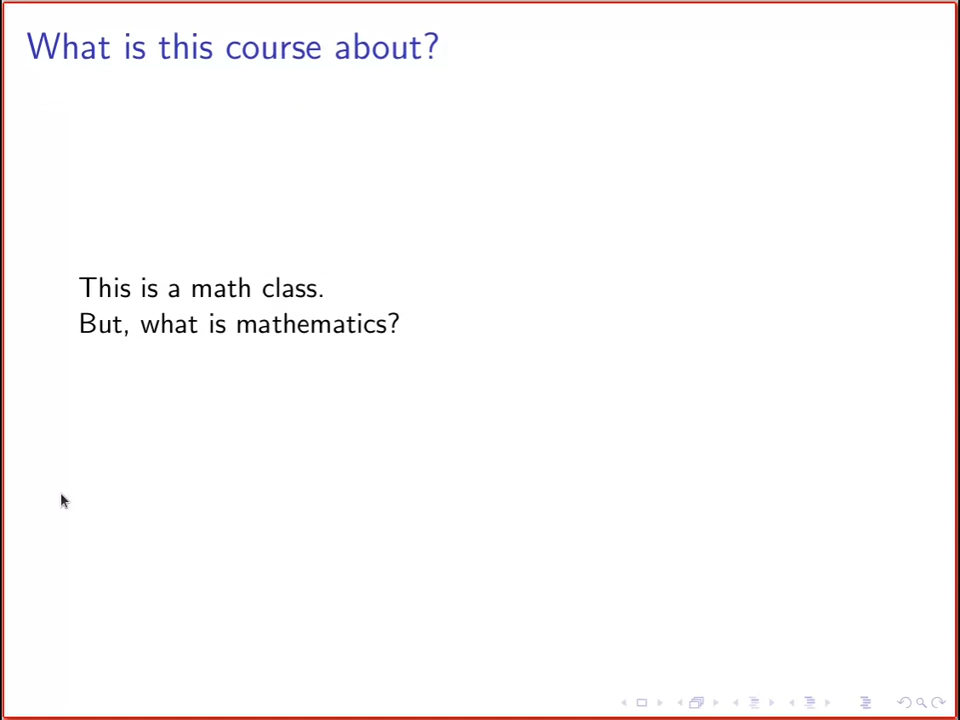 What is this course about?
This is a math class.
But, what is mathematics?